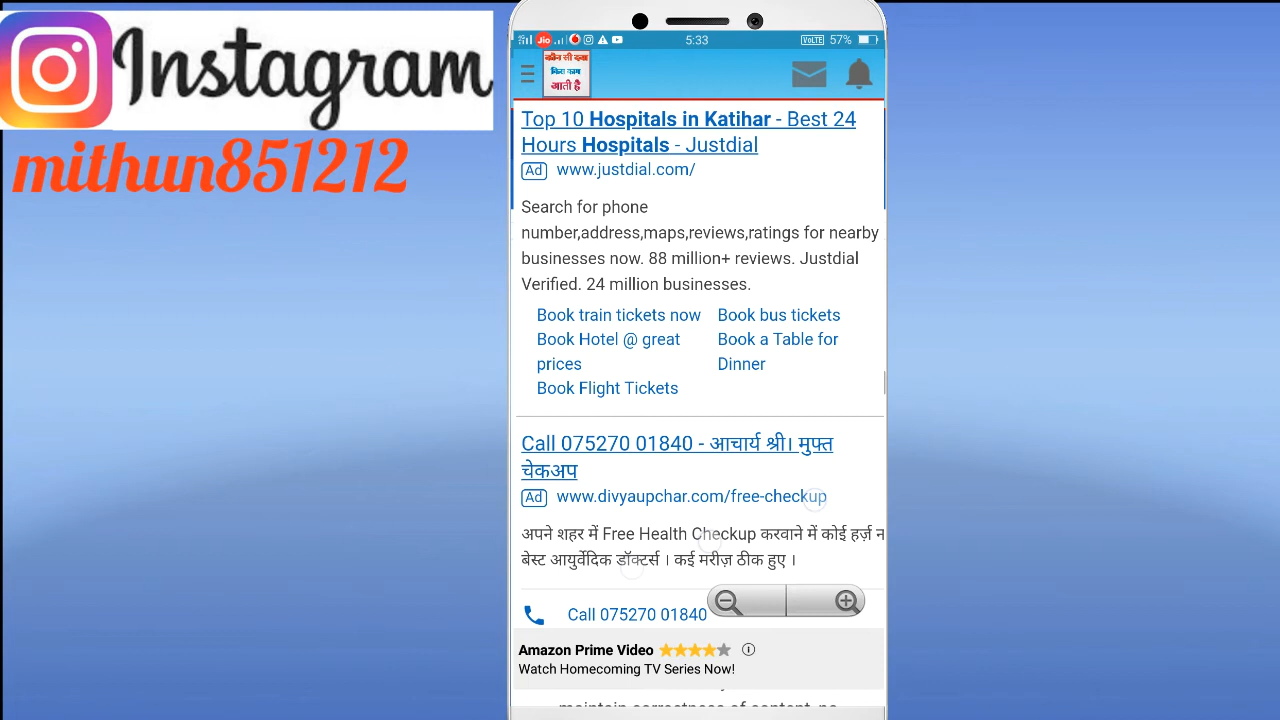 Instagram
mithun851212
Jio
5:33
VoLTE 57%
कौन सी दवा
किस काम
आती है
Top 10 Hospitals in Katihar - Best 24
Hours Hospitals - Justdial
Ad www.justdial.com/
Search for phone
number,address,maps,reviews,ratings for nearby
businesses now. 88 million+ reviews. Justdial
Verified. 24 million businesses.
Book train tickets now Book bus tickets
Book Hotel @ great Book a Table for
prices Dinner
Book Flight Tickets
Call 075270 01840 - आचार्य श्री। मुफ्त
चेकअप
Ad www.divyaupchar.com/free-checkup
अपने शहर में Free Health Checkup करवाने में कोई हर्ज़ न
बेस्ट आयुर्वेदिक डॉक्टर्स । कई मरीज़ ठीक हुए ।
Call 075270 01840
Amazon Prime Video
Watch Homecoming TV Series Now!